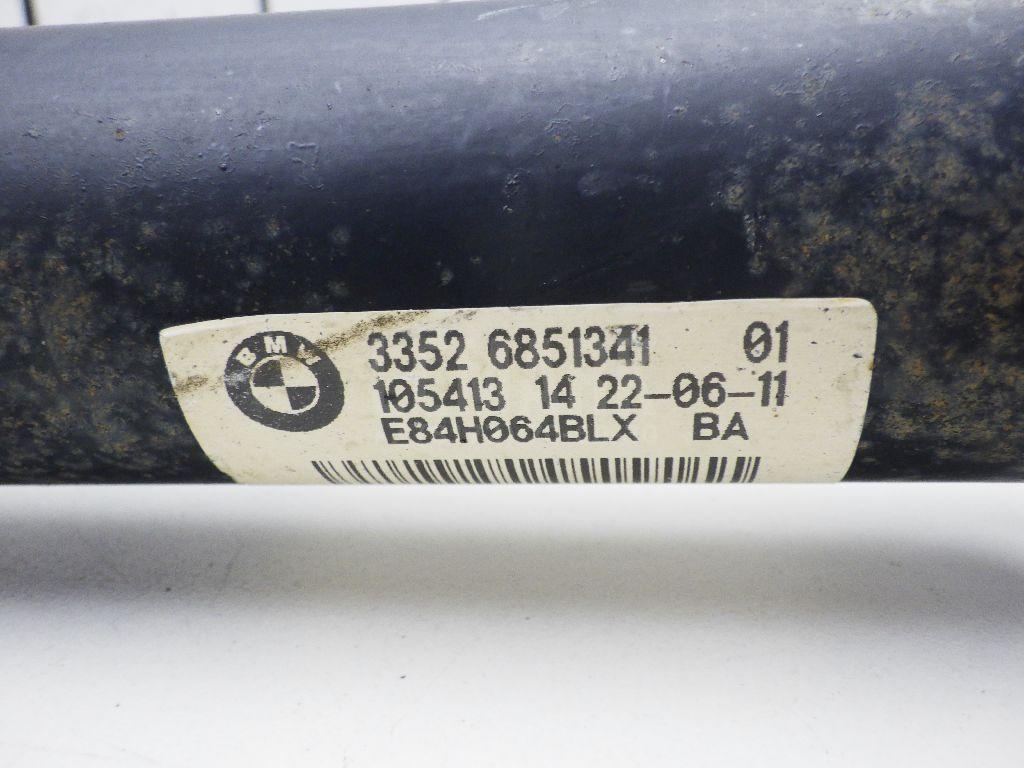 BMW
3352 6851341 01
105413 14 22-06-11
E84H064BLX BA